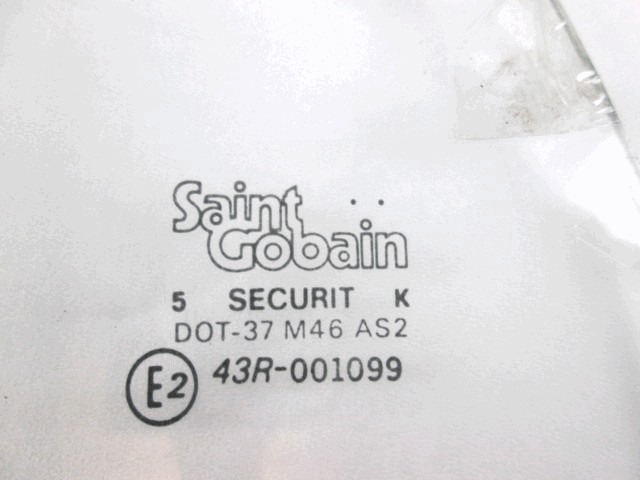 Saint
Gobain
5 SECURIT K
DOT-37 M46 AS2
E2 43R-001099